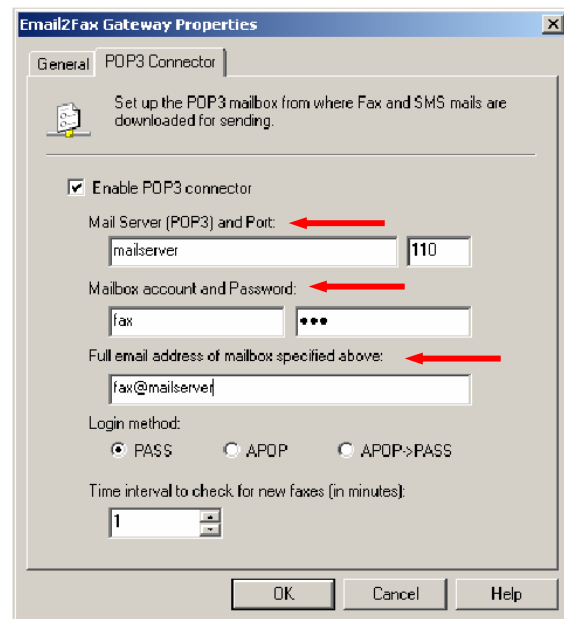 Email2Fax Gateway Properties
General POP3 Connector
Set up the POP3 mailbox from where Fax and SMS mails are
downloaded for sending.
Enable POP3 connector
Mail Server (POP3) and Port:
mailserver 110
Mailbox account and Password:
fax •••
Full email address of mailbox specified above:
fax@mailserver
Login method:
PASS APOP APOP->PASS
Time interval to check for new faxes (in minutes):
1
OK Cancel Help